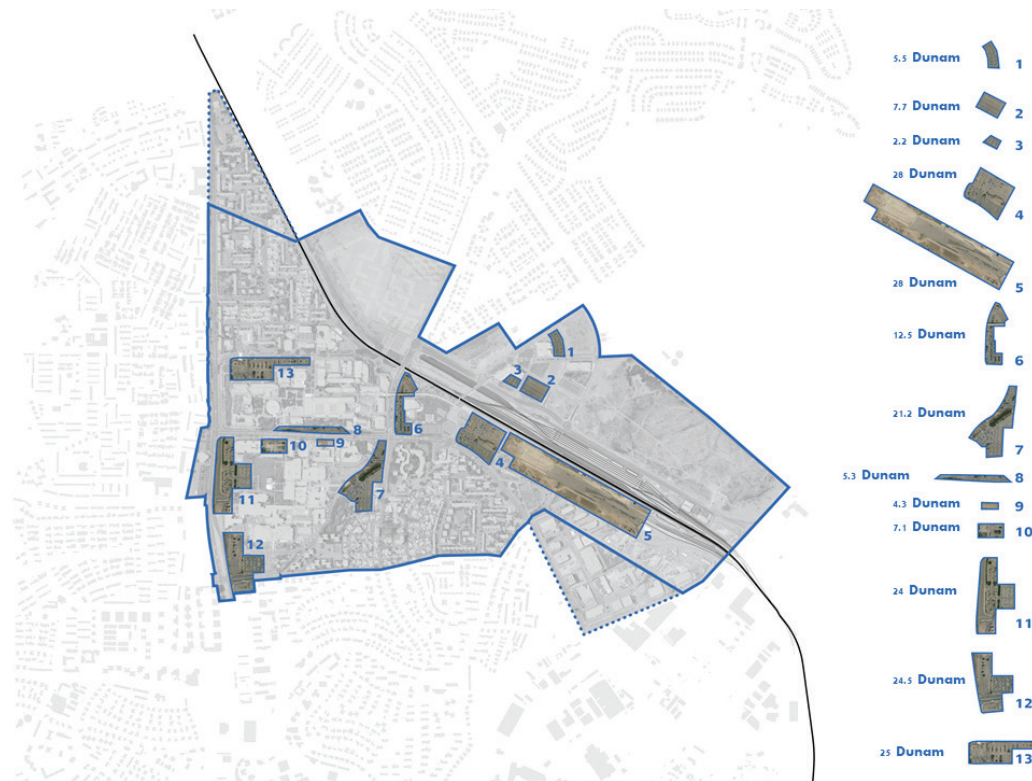 5.5 Dunam 1
7.7 Dunam 2
2.2 Dunam 3
28 Dunam 4
28 Dunam 5
12.5 Dunam 6
21.2 Dunam 7
5.3 Dunam 8
4.3 Dunam 9
7.1 Dunam 10
24 Dunam 11
24.5 Dunam 12
25 Dunam 13
1
3
2
13
6
8
10
9
4
11
7
5
12